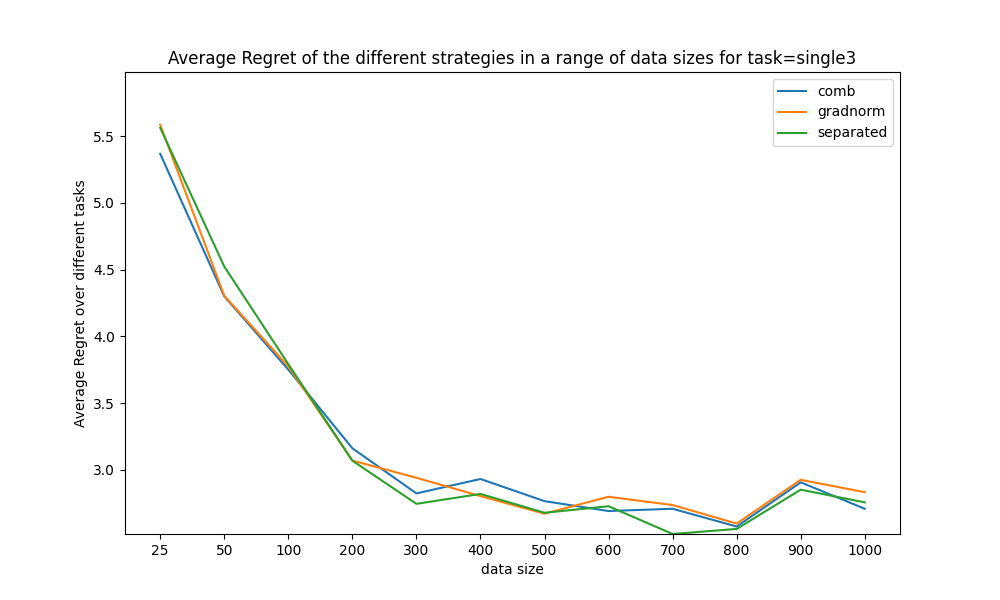 Average Regret of the different strategies in a range of data sizes for task=single3
comb
gradnorm
separated
Average Regret over different tasks
5.5
5.0
4.5
4.0
3.5
3.0
25 50 100 200 300 400 500 600 700 800 900 1000
data size